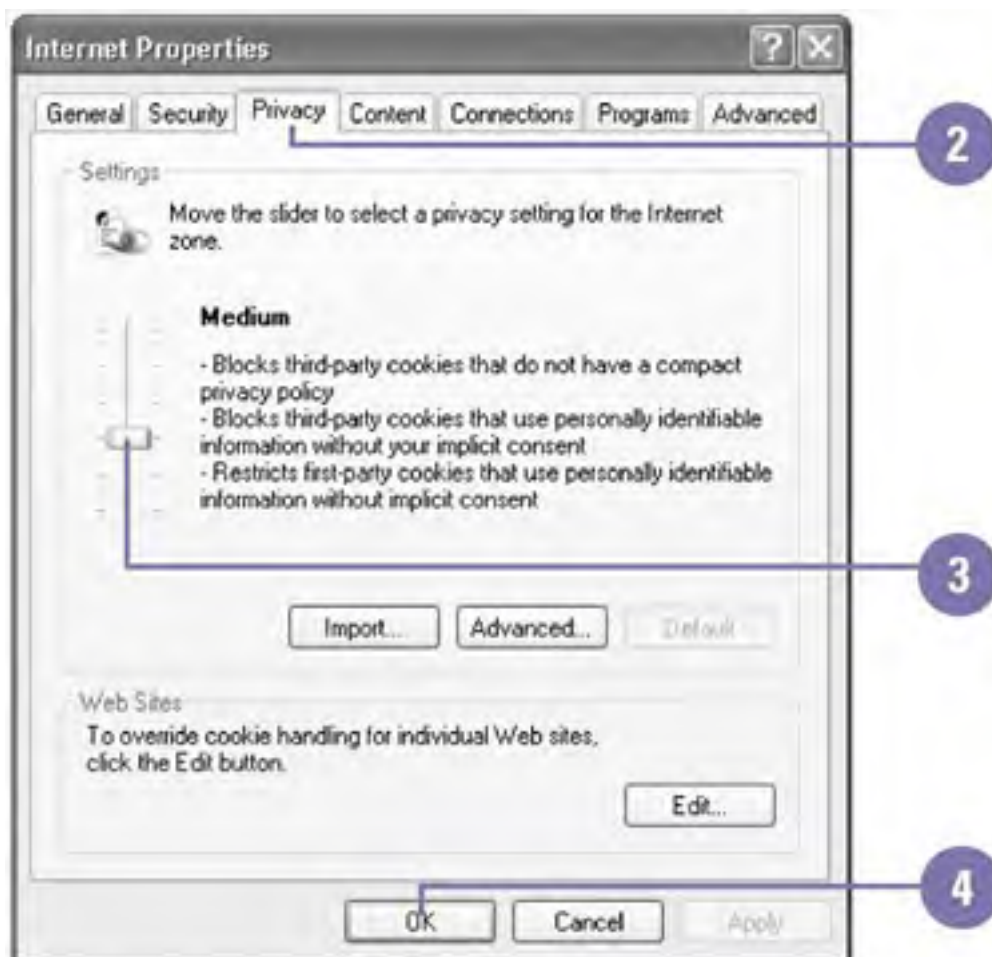 Internet Properties
General Security Privacy Content Connections Programs Advanced
2
Settings
Move the slider to select a privacy setting for the Internet
zone.
Medium
- Blocks third-party cookies that do not have a compact
privacy policy
- Blocks third-party cookies that use personally identifiable
information without your implicit consent
- Restricts first-party cookies that use personally identifiable
information without implicit consent
3
Import... Advanced... Default
Web Sites
To override cookie handling for individual Web sites,
click the Edit button.
Edit...
4
OK Cancel Apply